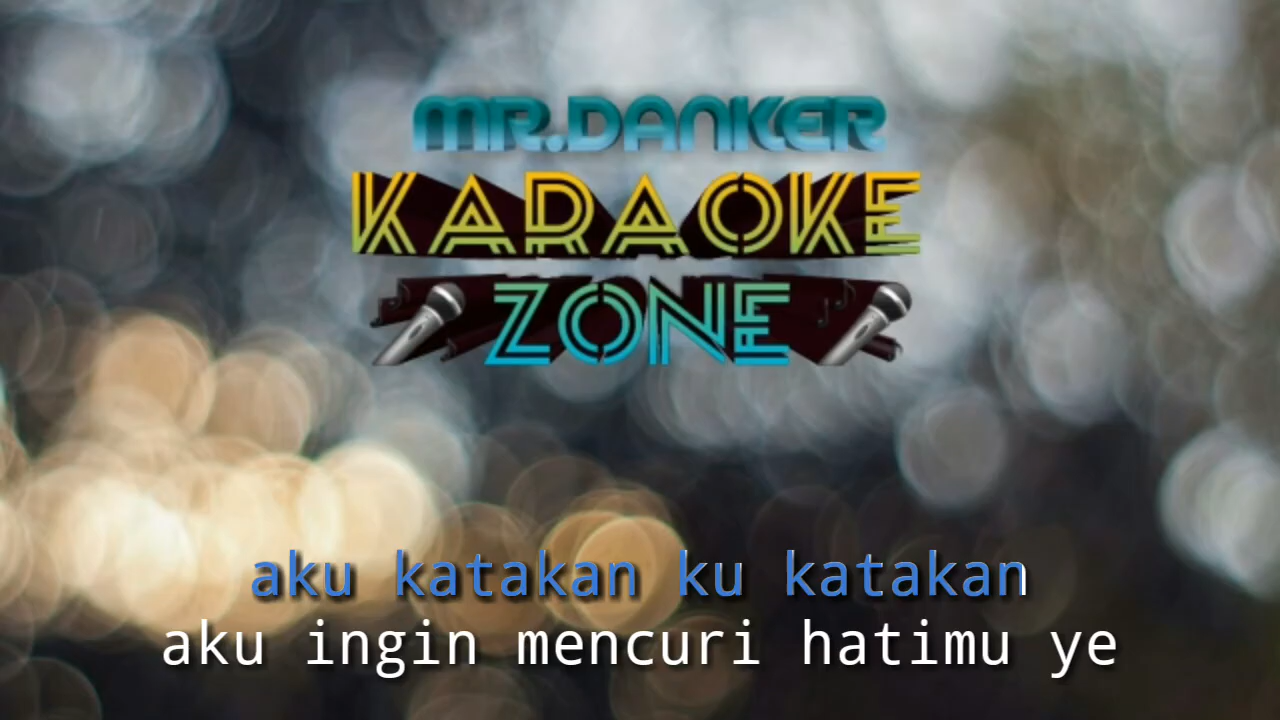 MR.DANKER
KARAOKE
ZONE
aku katakan ku katakan
aku ingin mencuri hatimu ye